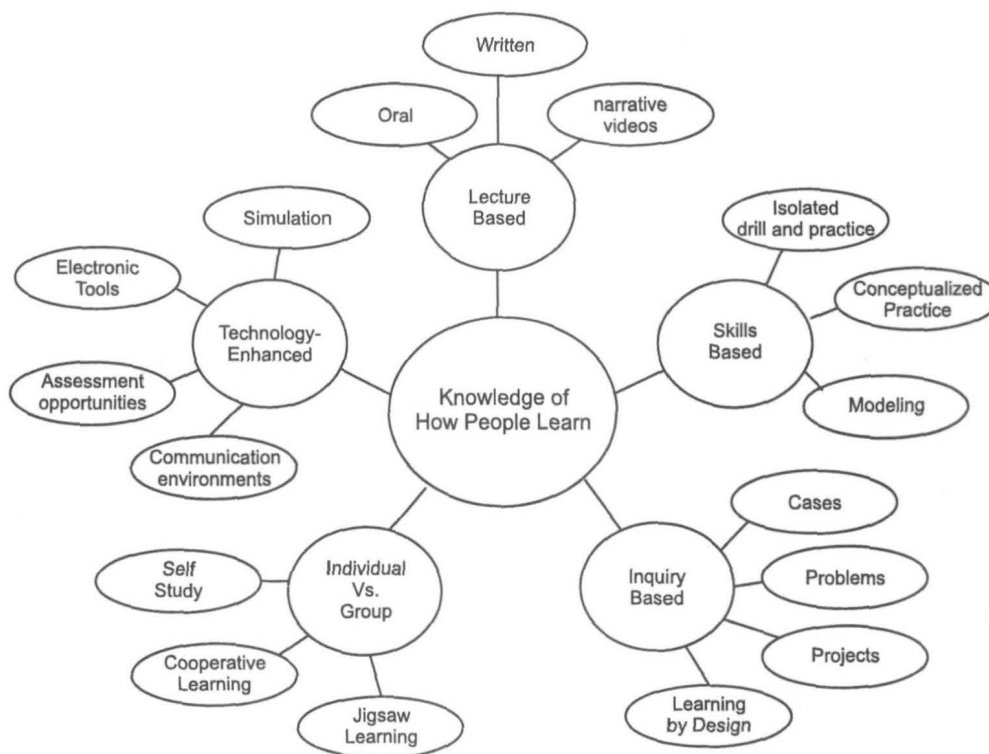 Written
Oral
narrative
videos
Lecture
Based
Simulation
Electronic
Tools
Technology-
Enhanced
Assessment
opportunities
Communication
environments
Isolated
drill and practice
Conceptualized
Practice
Skills
Based
Modeling
Knowledge of
How People Learn
Self
Study
Individual
Vs.
Group
Cooperative
Learning
Jigsaw
Learning
Inquiry
Based
Cases
Problems
Projects
Learning
by Design